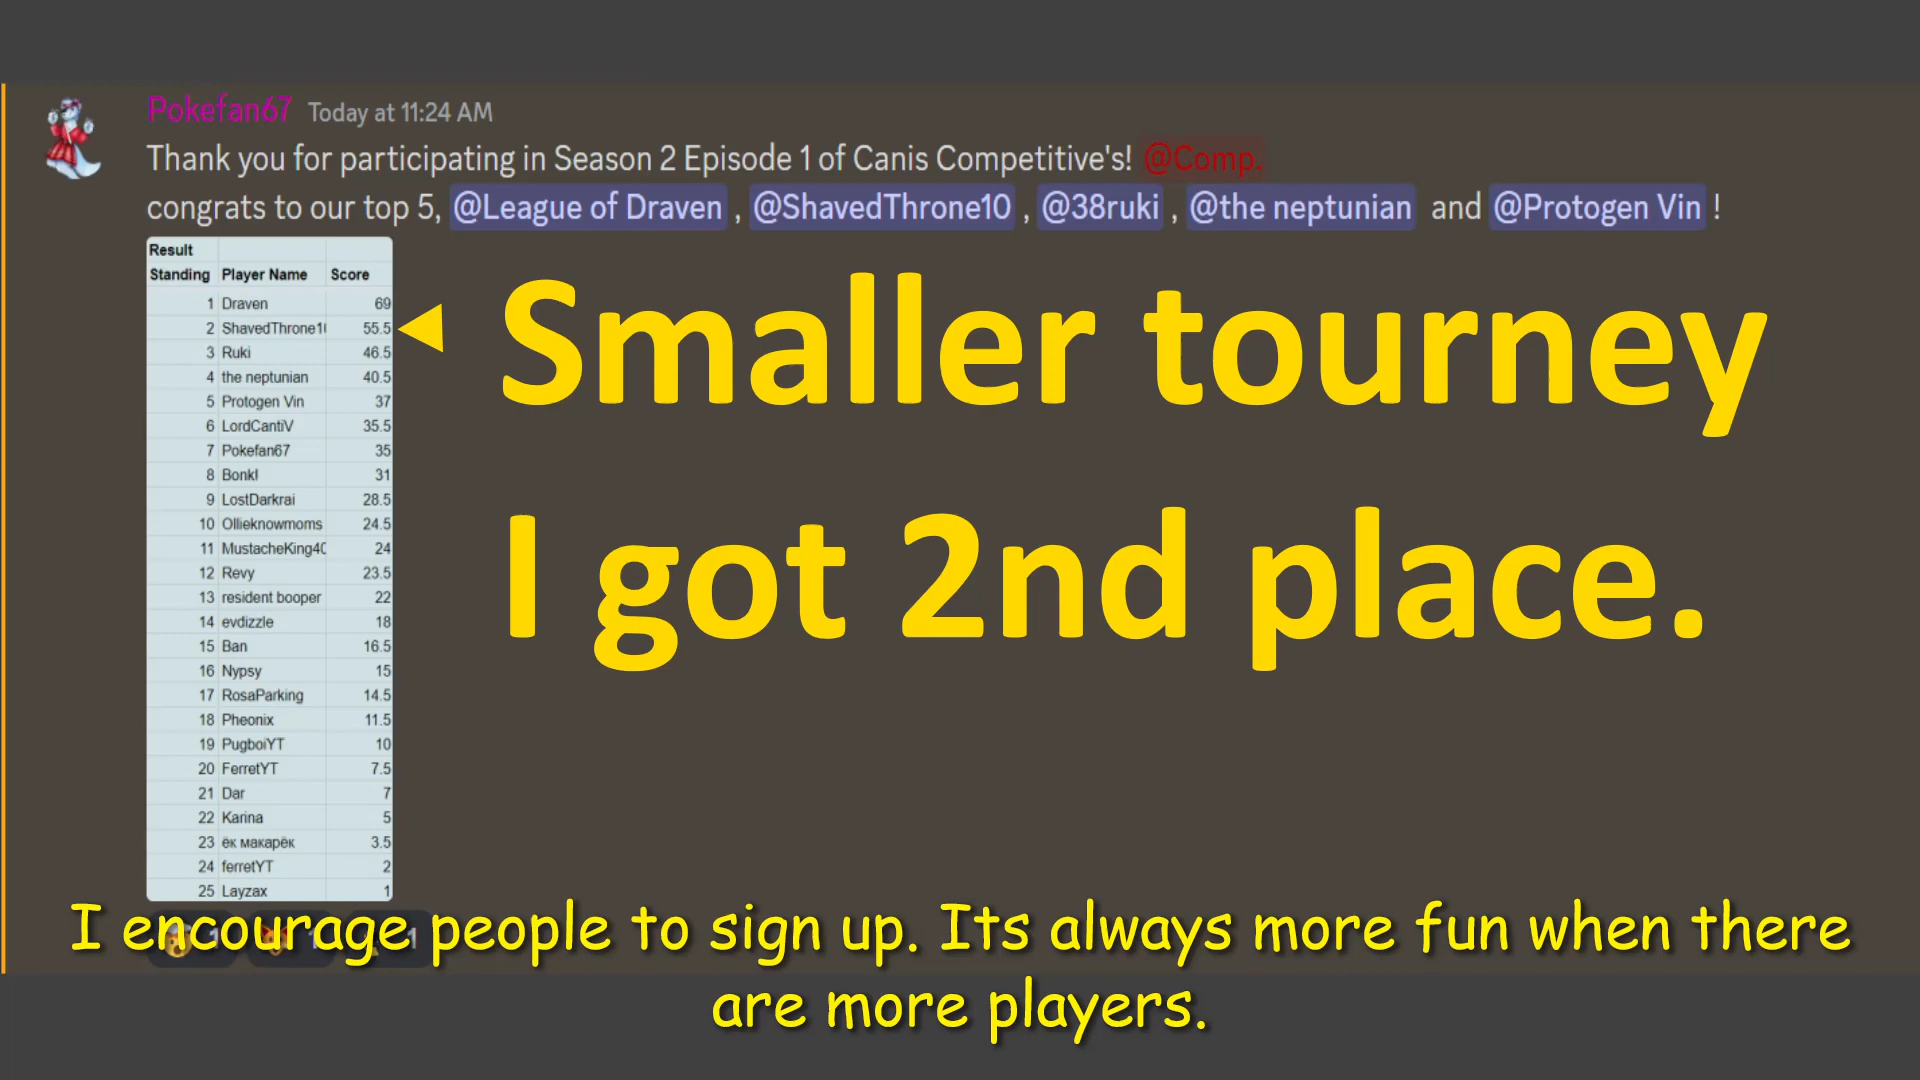 Pokefan67 Today at 11:24 AM
Thank you for participating in Season 2 Episode 1 of Canis Competitive's! @Comp.
congrats to our top 5, @League of Draven , @ShavedThrone10 , @38ruki , @the neptunian and @Protogen Vin !
Result
Standing Player Name Score
1 Draven 69
2 ShavedThrone10 55.5
3 Ruki 46.5
4 the neptunian 40.5
5 Protogen Vin 37
6 LordCantiV 35.5
7 Pokefan67 35
8 Bonk! 31
9 LostDarkrai 28.5
10 Ollieknowmoms 24.5
11 MustacheKing40 24
12 Revy 23.5
13 resident booper 22
14 evdizzle 18
15 Ban 16.5
16 Nypsy 15
17 RosaParking 14.5
18 Pheonix 11.5
19 PugboiYT 10
20 FerretYT 7.5
21 Dar 7
22 Karina 5
23 ёк макарёк 3.5
24 ferretYT 2
25 Layzax 1
Smaller tourney
I got 2nd place.
I encourage people to sign up. Its always more fun when there
are more players.